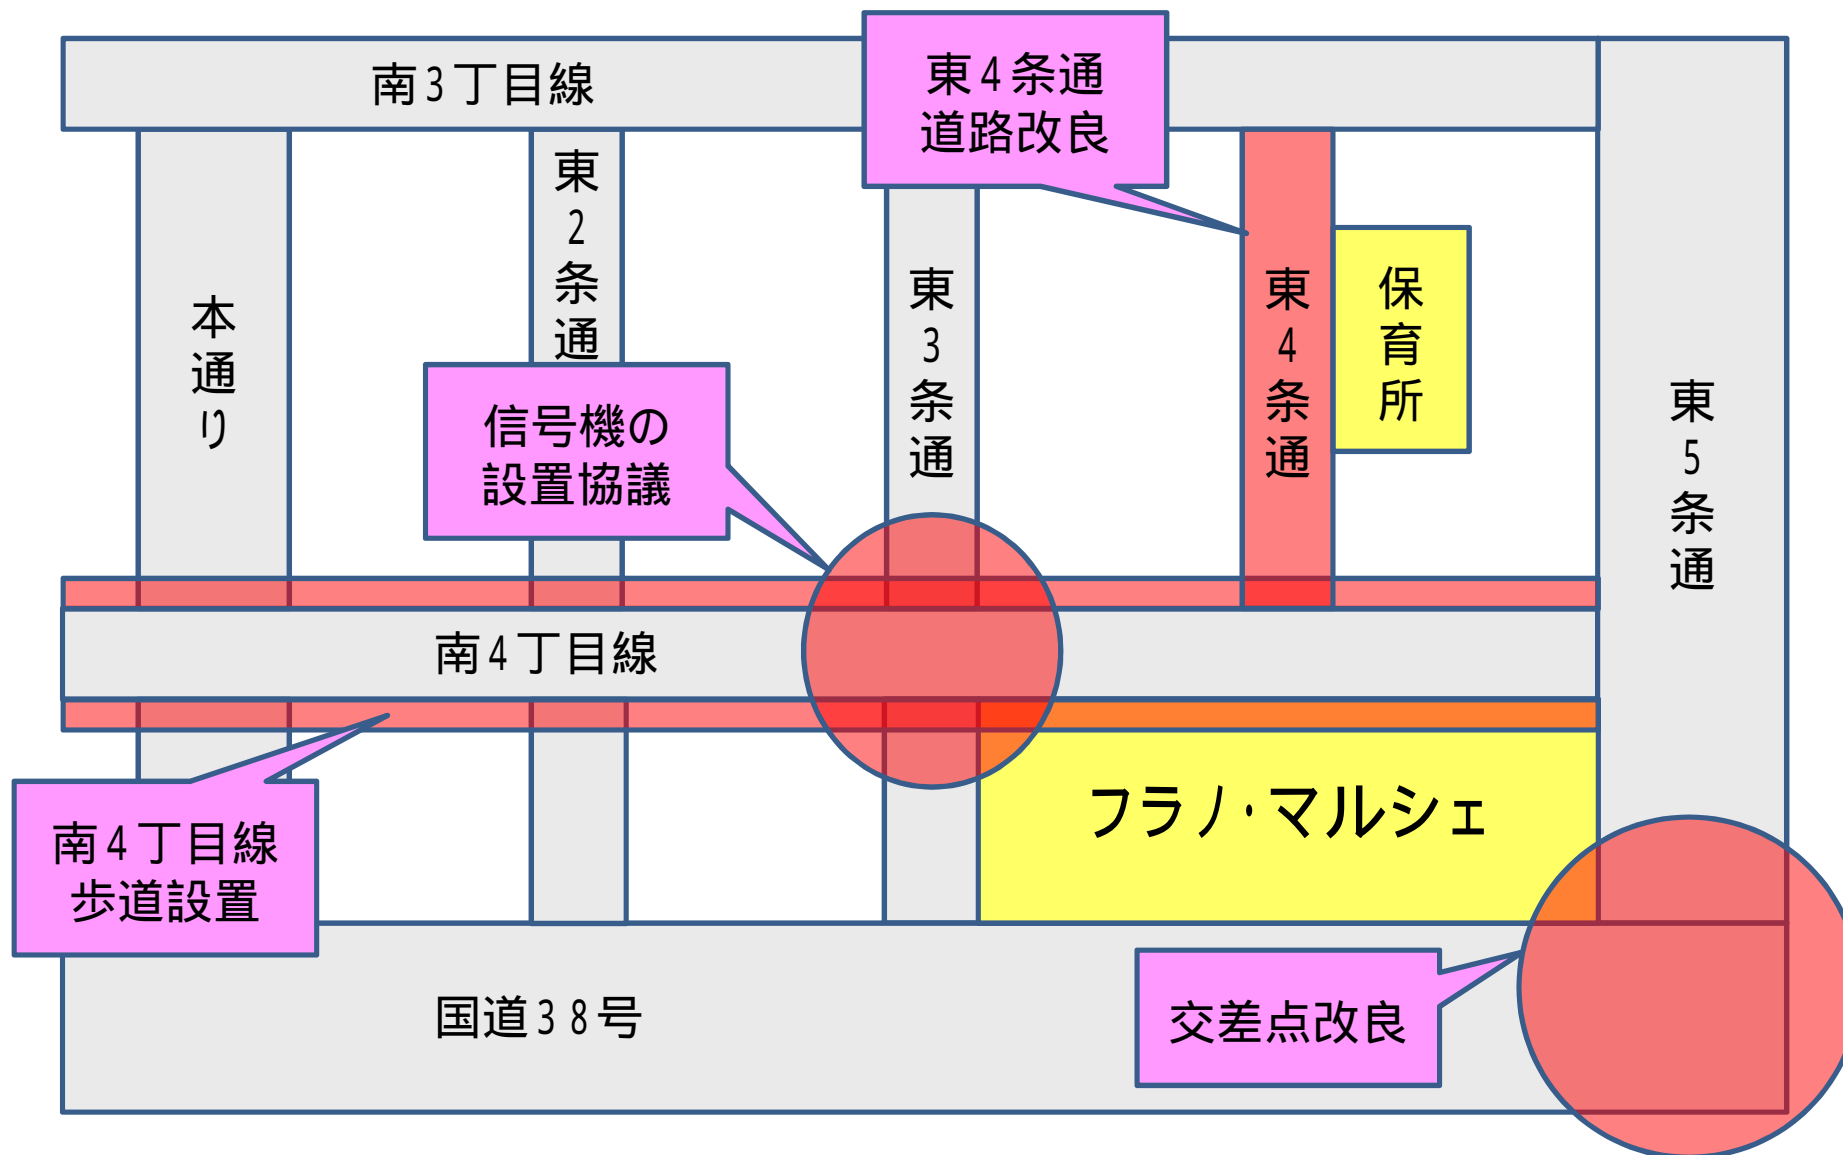 南3丁目線
東4条通
道路改良
東2条通
本通り
東3条通
東4条通
保育所
東5条通
信号機の
設置協議
南4丁目線
フラノ・マルシェ
南4丁目線
歩道設置
国道38号
交差点改良